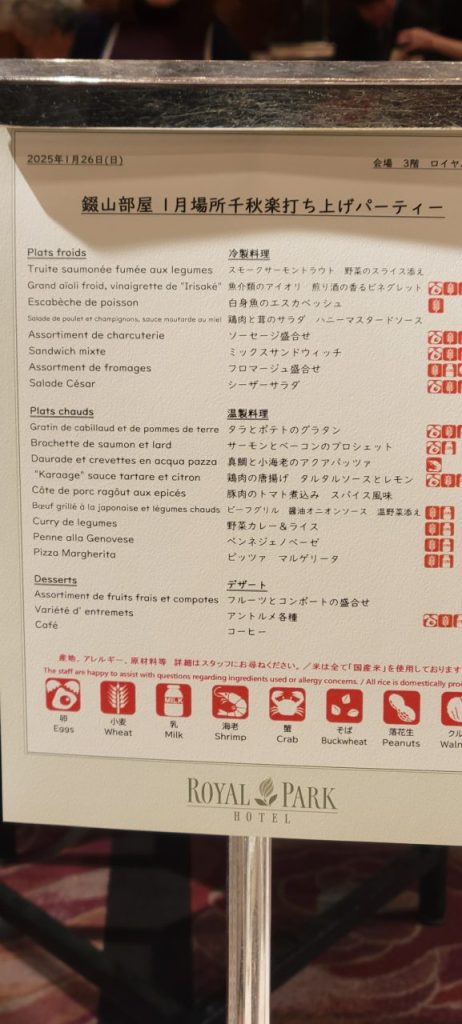 2025年1月26日(日)
会場 3階 ロイヤ
錣山部屋 1月場所千秋楽打ち上げパーティー
Plats froids 冷製料理
Truite saumonée fumée aux legumes スモークサーモントラウト 野菜のスライス添え
Grand aïoli froid, vinaigrette de "Irisaké" 魚介類のアイオリ 煎り酒の香るビネグレット
Escabèche de poisson 白身魚のエスカベッシュ
Salade de poulet et champignons, sauce moutarde au miel 鶏肉と茸のサラダ ハニーマスタードソース
Assortiment de charcuterie ソーセージ盛合せ
Sandwich mixte ミックスサンドウィッチ
Assortment de fromages フロマージュ盛合せ
Salade César シーザーサラダ
Plats chauds 温製料理
Gratin de cabillaud et de pommes de terre タラとポテトのグラタン
Brochette de saumon et lard サーモンとベーコンのブロシェット
Daurade et crevettes en acqua pazza 真鯛と小海老のアクアパッツァ
"Karaage" sauce tartare et citron 鶏肉の唐揚げ タルタルソースとレモン
Côte de porc ragôut aux epicés 豚肉のトマト煮込み スパイス風味
Bœuf grillé à la japonaise et légumes chauds ビーフグリル 醤油オニオンソース 温野菜添え
Curry de legumes 野菜カレー&ライス
Penne alla Genovese ペンネジェノベーゼ
Pizza Margherita ピッツァ マルゲリータ
Desserts デザート
Assortiment de fruits frais et compotes フルーツとコンポートの盛合せ
Variété d' entremets アントルメ各種
Café コーヒー
産地、アレルギー、原材料等 詳細はスタッフにお尋ねください。/米は全て「国産米」を使用しております
The staff are happy to assist with questions regarding ingredients used or allergy concerns. / All rice is domestically pro
MILK
卵 小麦 乳 海老 蟹 そば 落花生 クル
Eggs Wheat Milk Shrimp Crab Buckwheat Peanuts Waln
ROYAL PARK
HOTEL